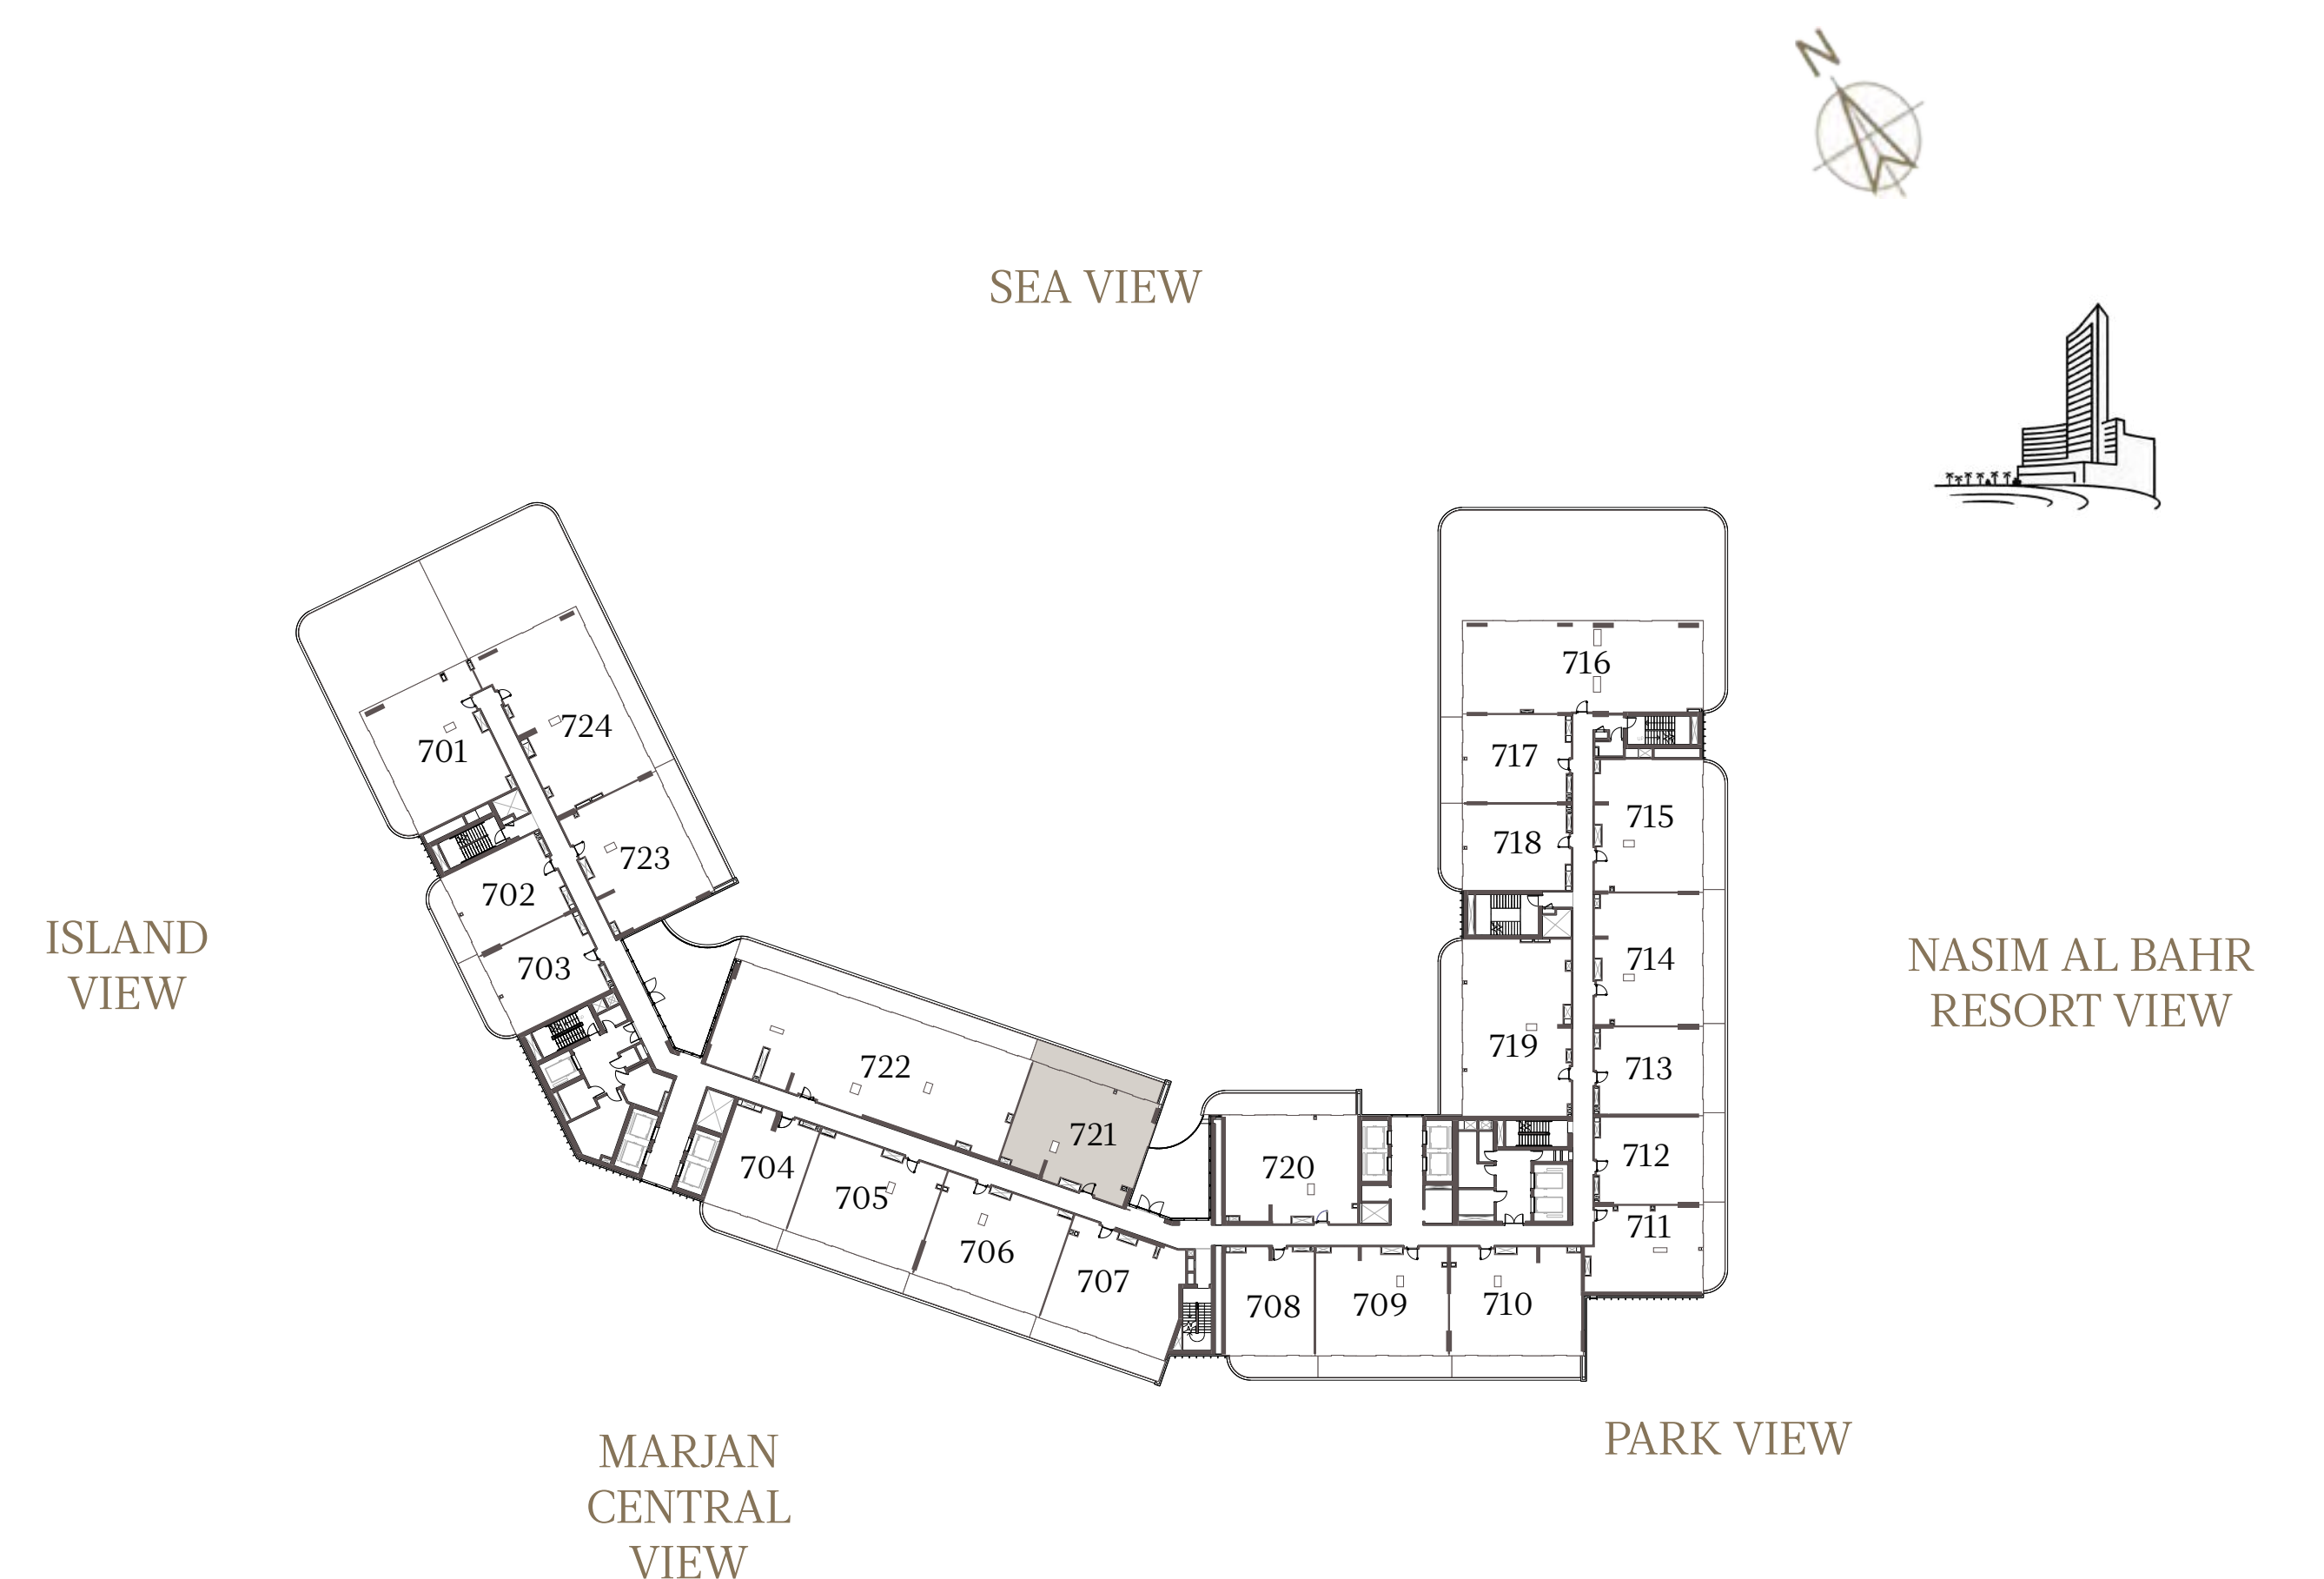 N
SEA VIEW
716
724
701
717
715
718
723
702
ISLAND
VIEW
NASIM AL BAHR
RESORT VIEW
714
703
719
713
722
721
712
720
704
705
711
706
707
708
709
710
PARK VIEW
MARJAN
CENTRAL
VIEW